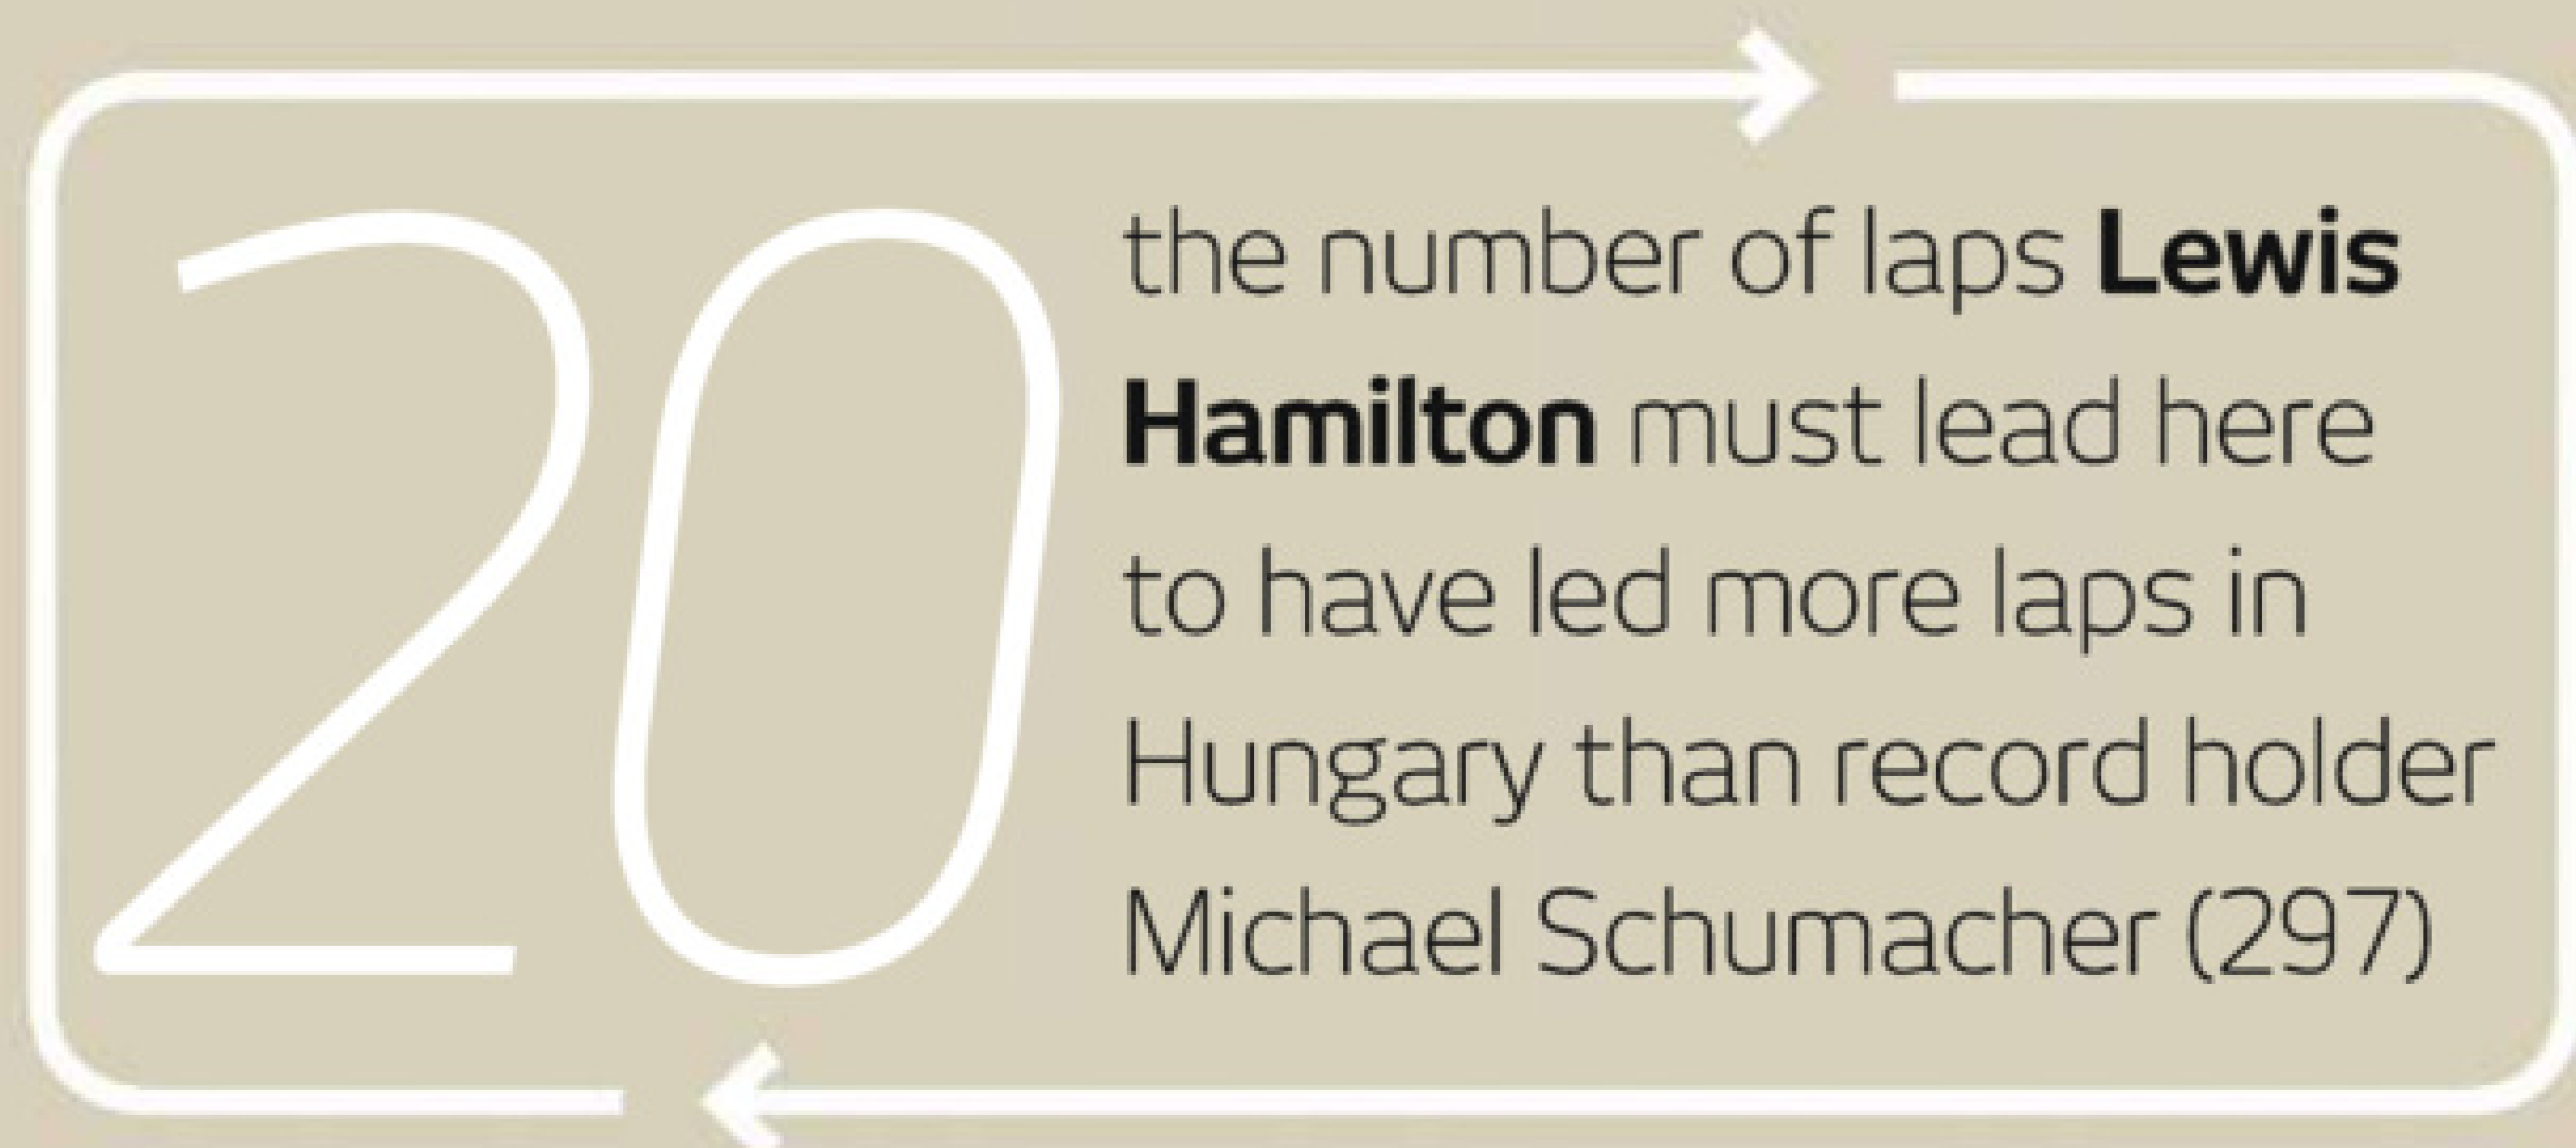 20
the number of laps Lewis
Hamilton must lead here
to have led more laps in
Hungary than record holder
Michael Schumacher (297)